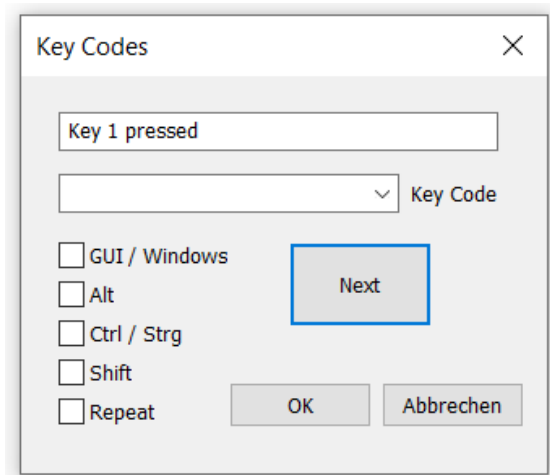 Key Codes
Key 1 pressed
Key Code
GUI / Windows
Alt
Next
Ctrl / Strg
Shift
Repeat
OK
Abbrechen